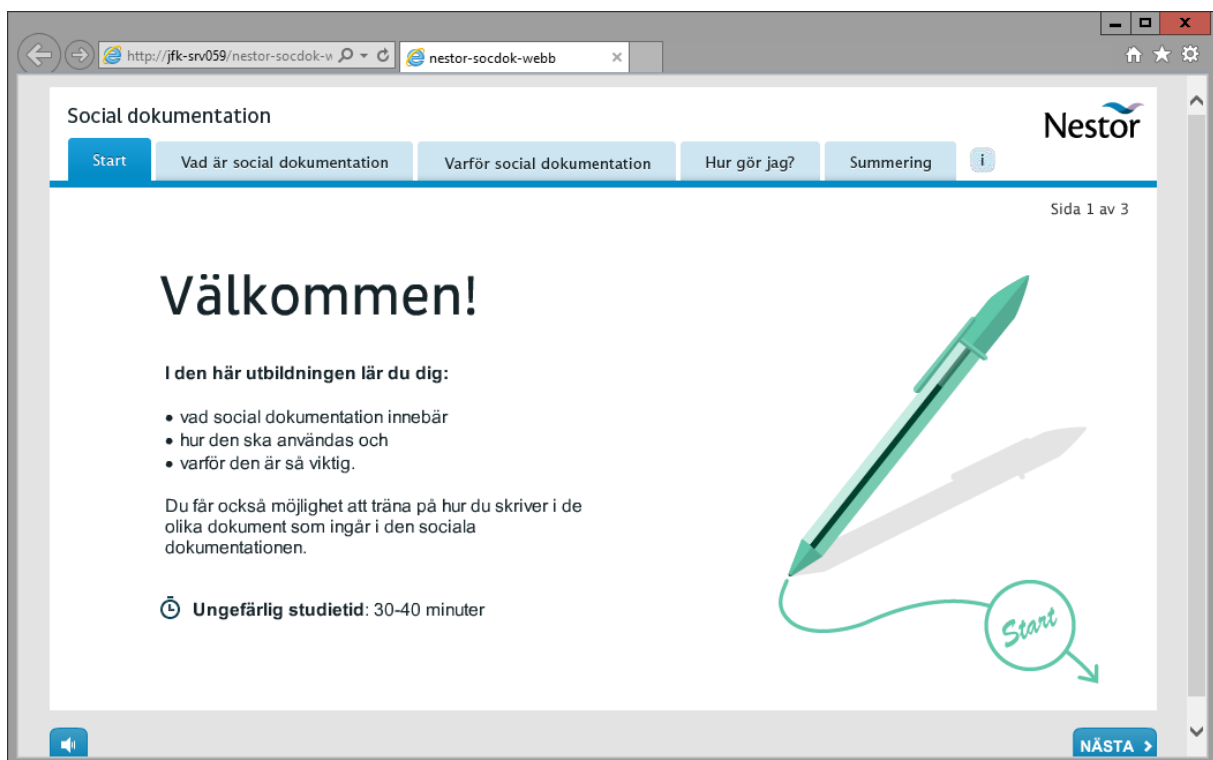 http://jfk-srv059/nestor-socdok-w
nestor-socdok-webb
Social dokumentation
Nestor
Start
Vad är social dokumentation
Varför social dokumentation
Hur gör jag?
Summering
i
Sida 1 av 3
Välkommen!
I den här utbildningen lär du dig:
• vad social dokumentation innebär
• hur den ska användas och
• varför den är så viktig.
Du får också möjlighet att träna på hur du skriver i de
olika dokument som ingår i den sociala
dokumentationen.
Ungefärlig studietid: 30-40 minuter
Start
NÄSTA